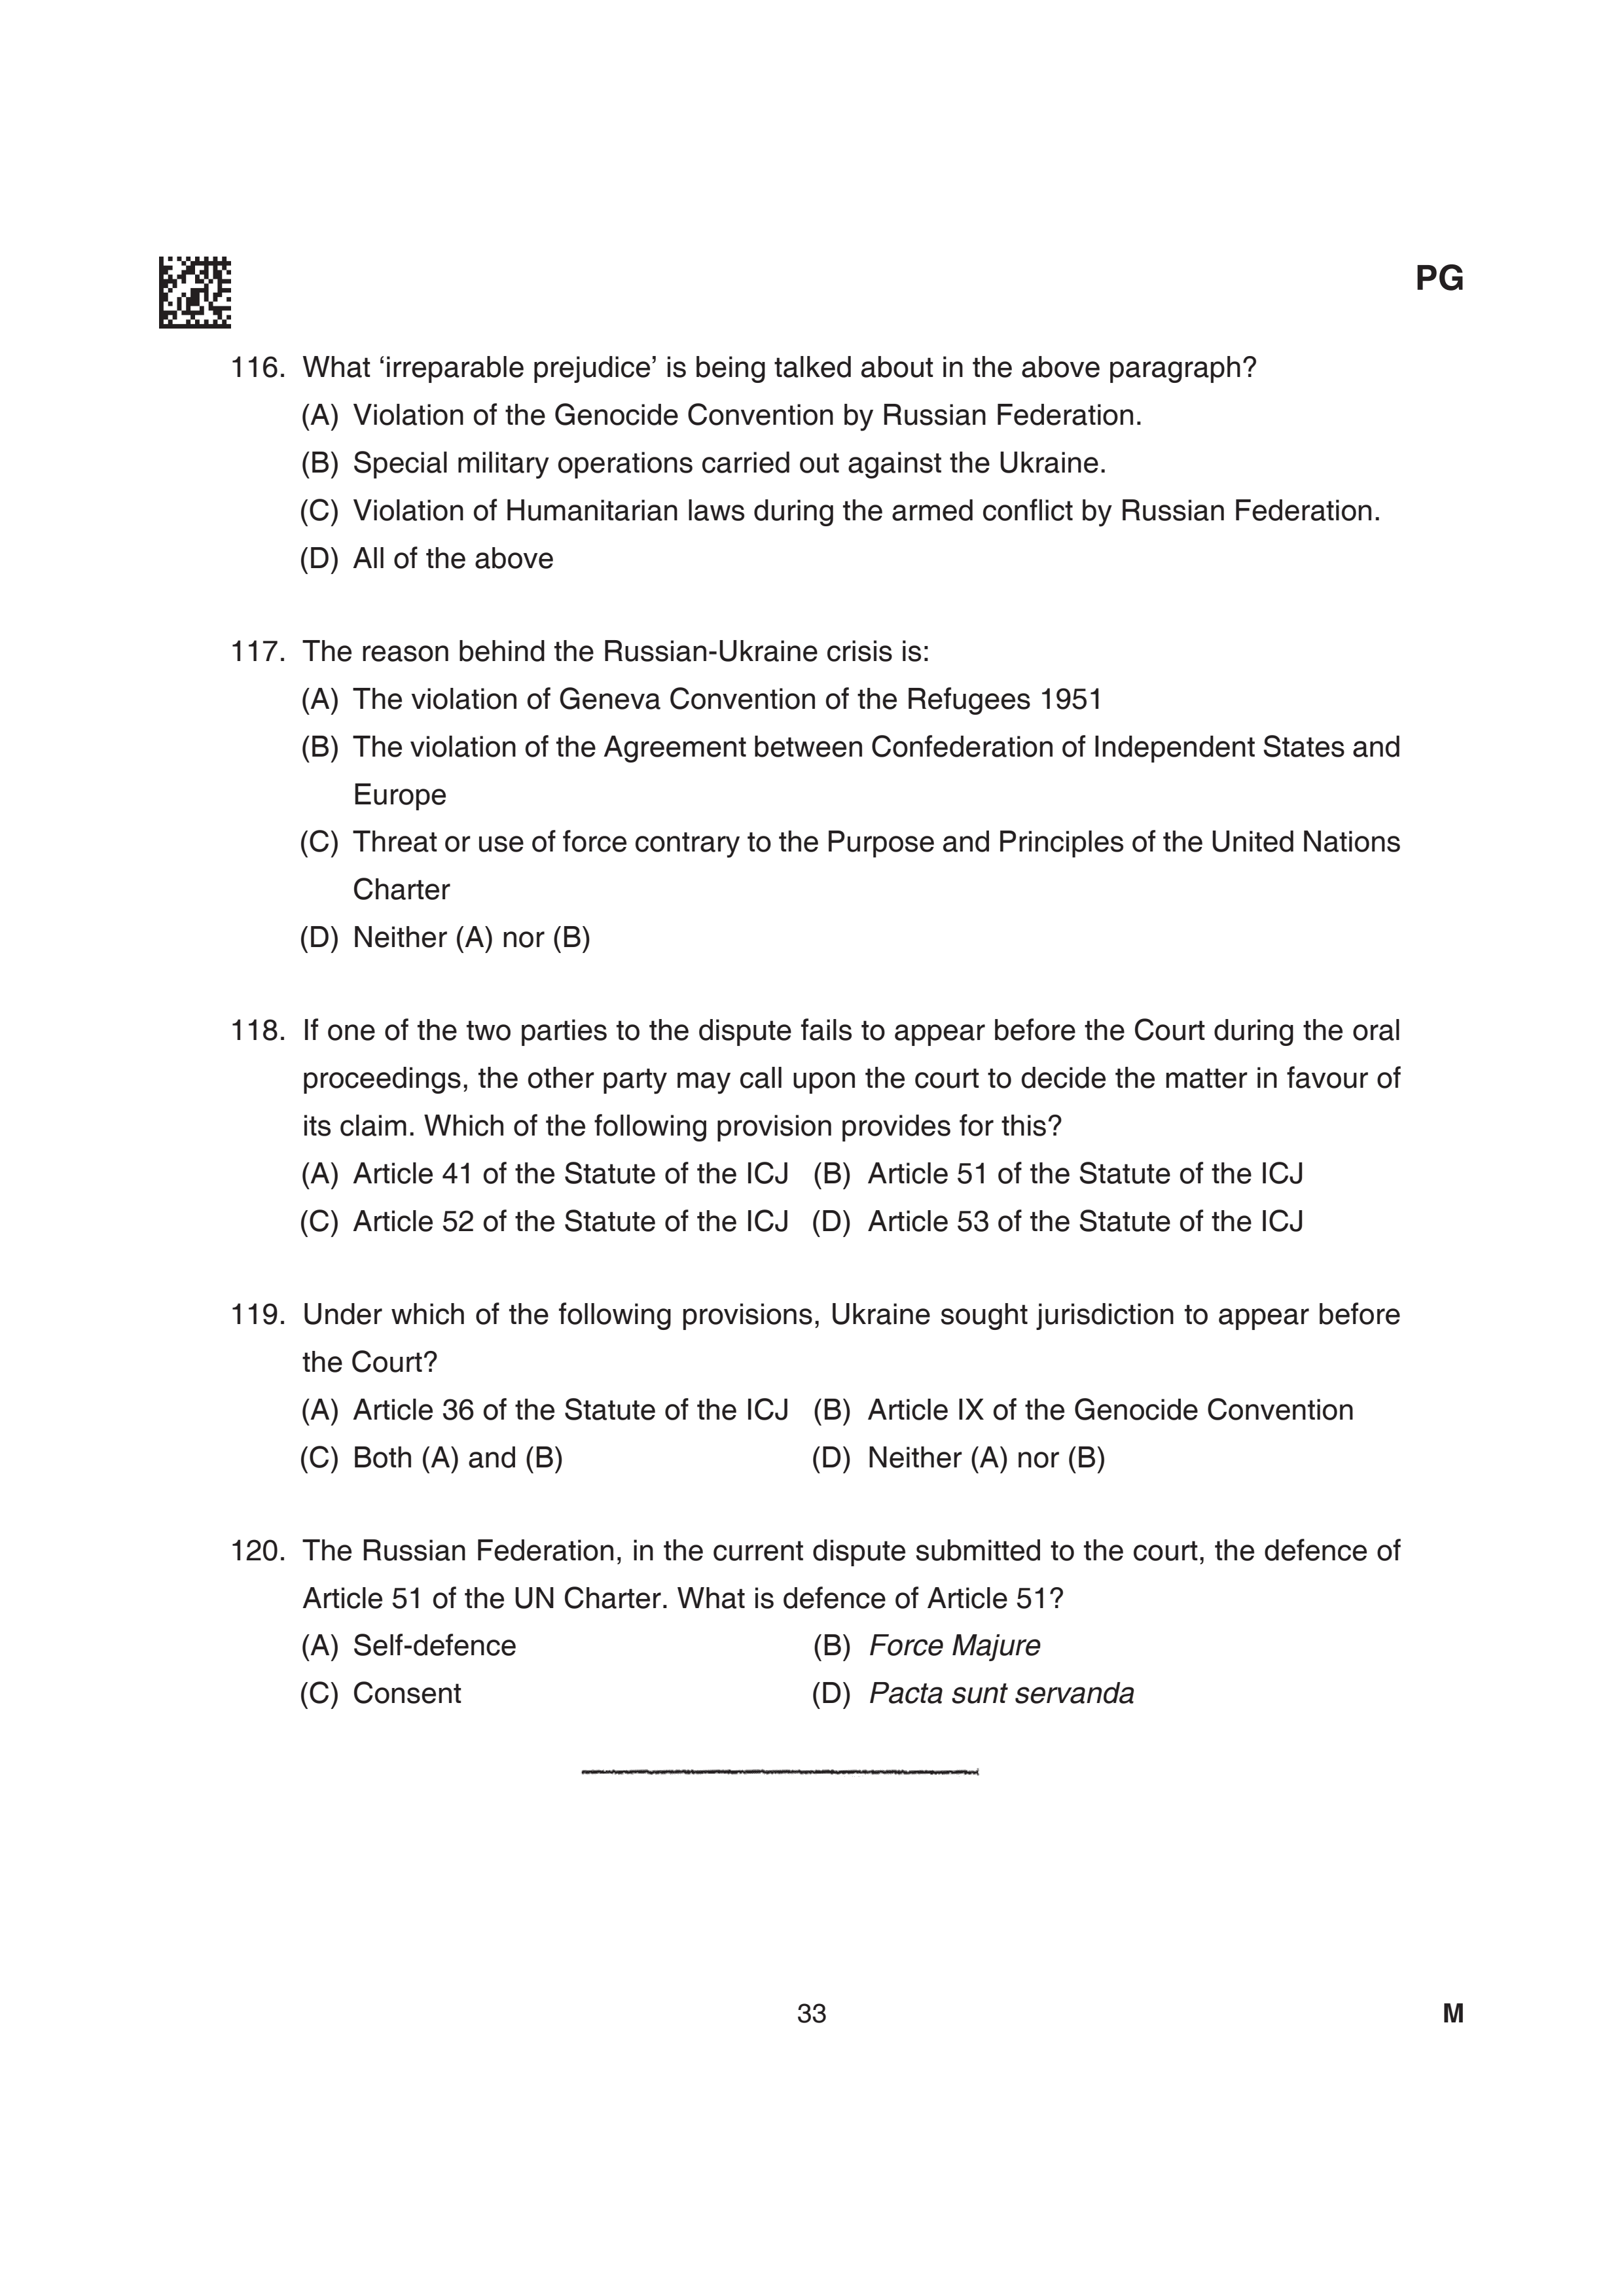 PG
116. What ‘irreparable prejudice’ is being talked about in the above paragraph?
(A) Violation of the Genocide Convention by Russian Federation.
(B) Special military operations carried out against the Ukraine.
(C) Violation of Humanitarian laws during the armed conflict by Russian Federation.
(D) All of the above
117. The reason behind the Russian-Ukraine crisis is:
(A) The violation of Geneva Convention of the Refugees 1951
(B) The violation of the Agreement between Confederation of Independent States and
Europe
(C) Threat or use of force contrary to the Purpose and Principles of the United Nations
Charter
(D) Neither (A) nor (B)
118. If one of the two parties to the dispute fails to appear before the Court during the oral
proceedings, the other party may call upon the court to decide the matter in favour of
its claim. Which of the following provision provides for this?
(A) Article 41 of the Statute of the ICJ (B) Article 51 of the Statute of the ICJ
(C) Article 52 of the Statute of the ICJ (D) Article 53 of the Statute of the ICJ
119. Under which of the following provisions, Ukraine sought jurisdiction to appear before
the Court?
(A) Article 36 of the Statute of the ICJ (B) Article IX of the Genocide Convention
(C) Both (A) and (B) (D) Neither (A) nor (B)
120. The Russian Federation, in the current dispute submitted to the court, the defence of
Article 51 of the UN Charter. What is defence of Article 51?
(A) Self-defence (B) Force Majure
(C) Consent (D) Pacta sunt servanda
33 M